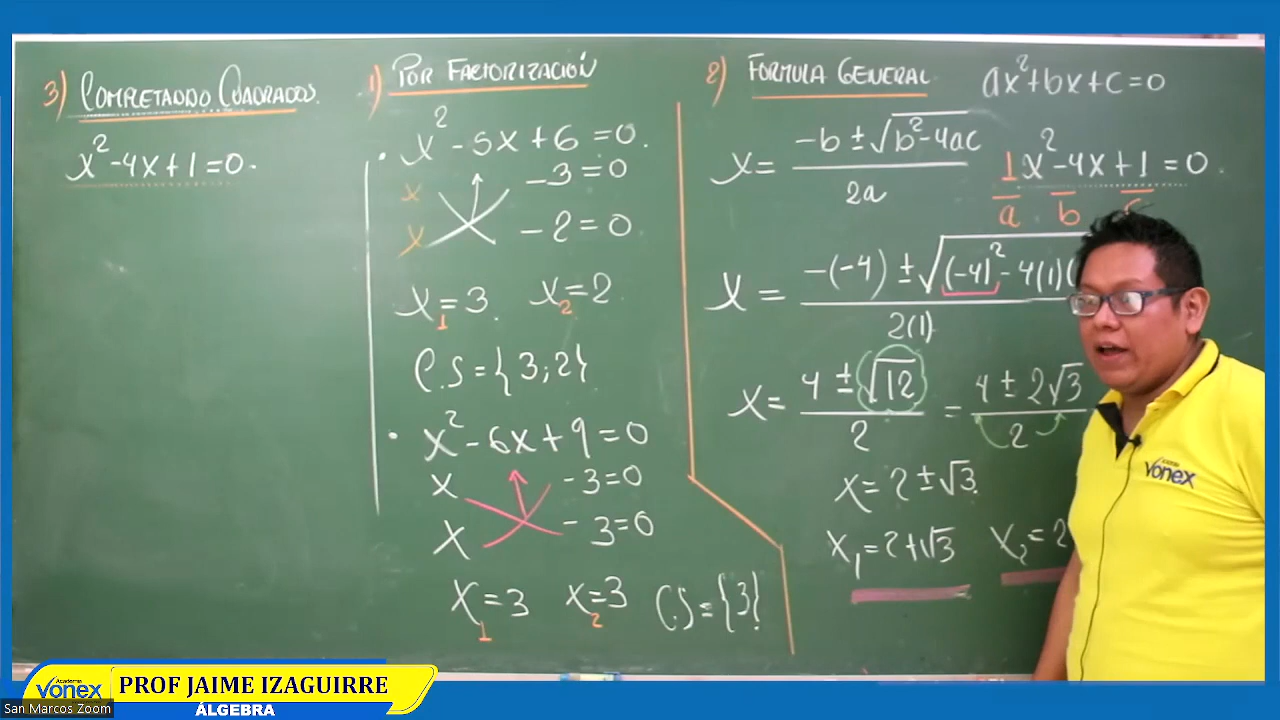 3) COMPLETANDO CUADRADOS.
x²-4x+1=0.
1) POR FACTORIZACIÓN
• x²-5x+6=0.
x -3=0
x -2=0
x₁=3. x₂=2.
C.S={3;2}
• x²-6x+9=0
x -3=0
x -3=0
x₁=3 x₂=3 C.S={3}
2) FORMULA GENERAL ax²+bx+c=0
x= -b±√b²-4ac
2a
1x²-4x+1=0.
a b c
x= -(-4)±√(-4)²-4(1)(
2(1)
x= 4±√12 = 4±2√3
2 2
x=2±√3.
x₁=2+√3 x₂=2
Academia
Vonex
Academia
Vonex
PROF JAIME IZAGUIRRE
ÁLGEBRA
San Marcos Zoom